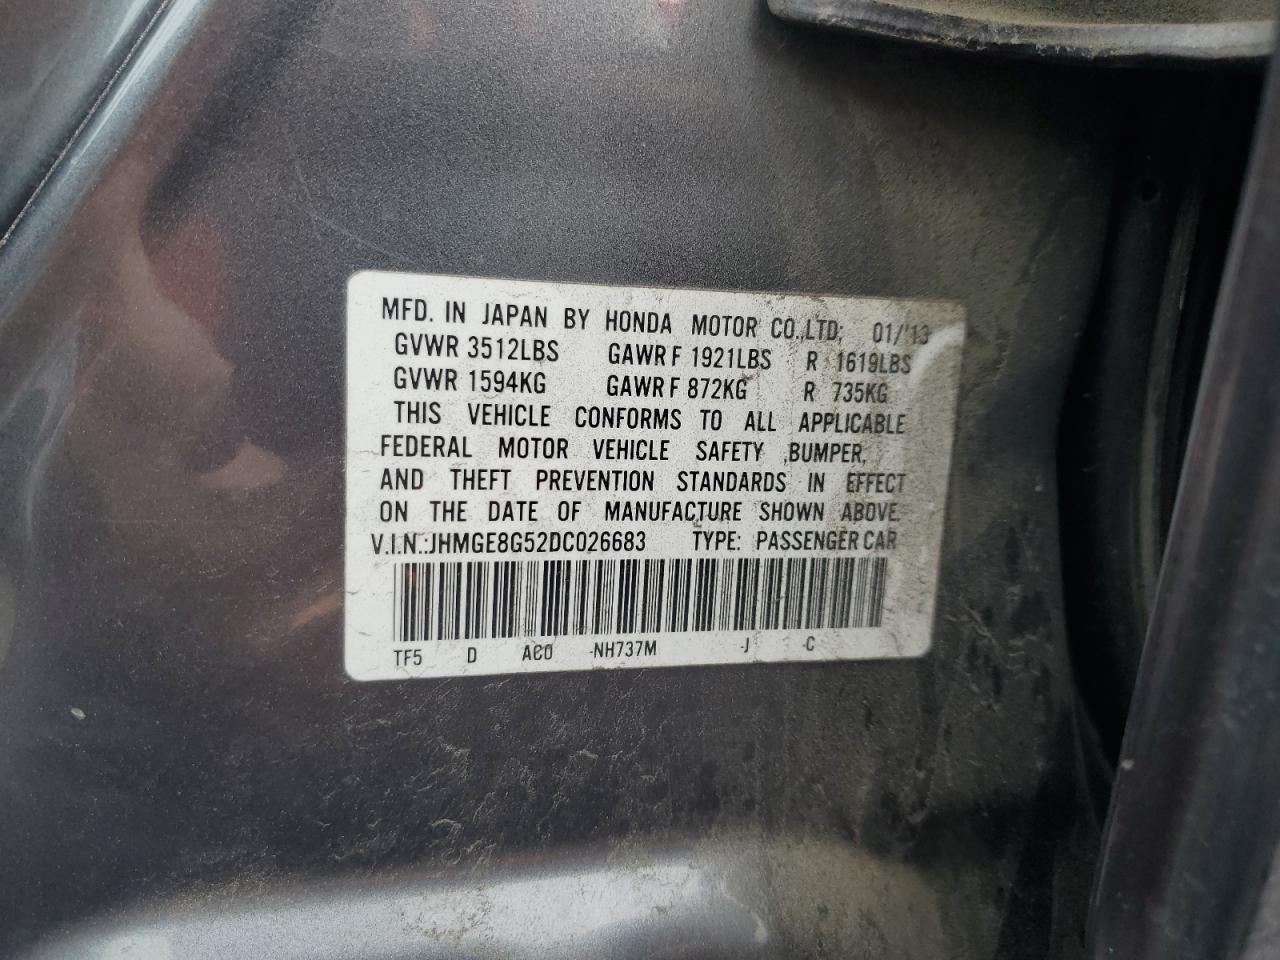 MFD. IN JAPAN BY HONDA MOTOR CO.,LTD; 01/'13
GVWR 3512LBS GAWR F 1921LBS R 1619LBS
GVWR 1594KG GAWR F 872KG R 735KG
THIS VEHICLE CONFORMS TO ALL APPLICABLE
FEDERAL MOTOR VEHICLE SAFETY ,BUMPER,
AND THEFT PREVENTION STANDARDS IN EFFECT
ON THE DATE OF MANUFACTURE SHOWN ABOVE.
V.I.N.:JHMGE8G52DC026683 TYPE: PASSENGER CAR
TF5 D AC0 -NH737M -J -C